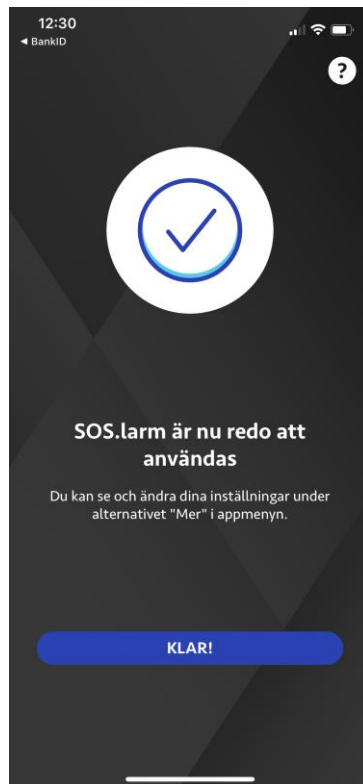 12:30
◀ BankID
?
SOS.larm är nu redo att
användas
Du kan se och ändra dina inställningar under
alternativet "Mer" i appmenyn.
KLAR!